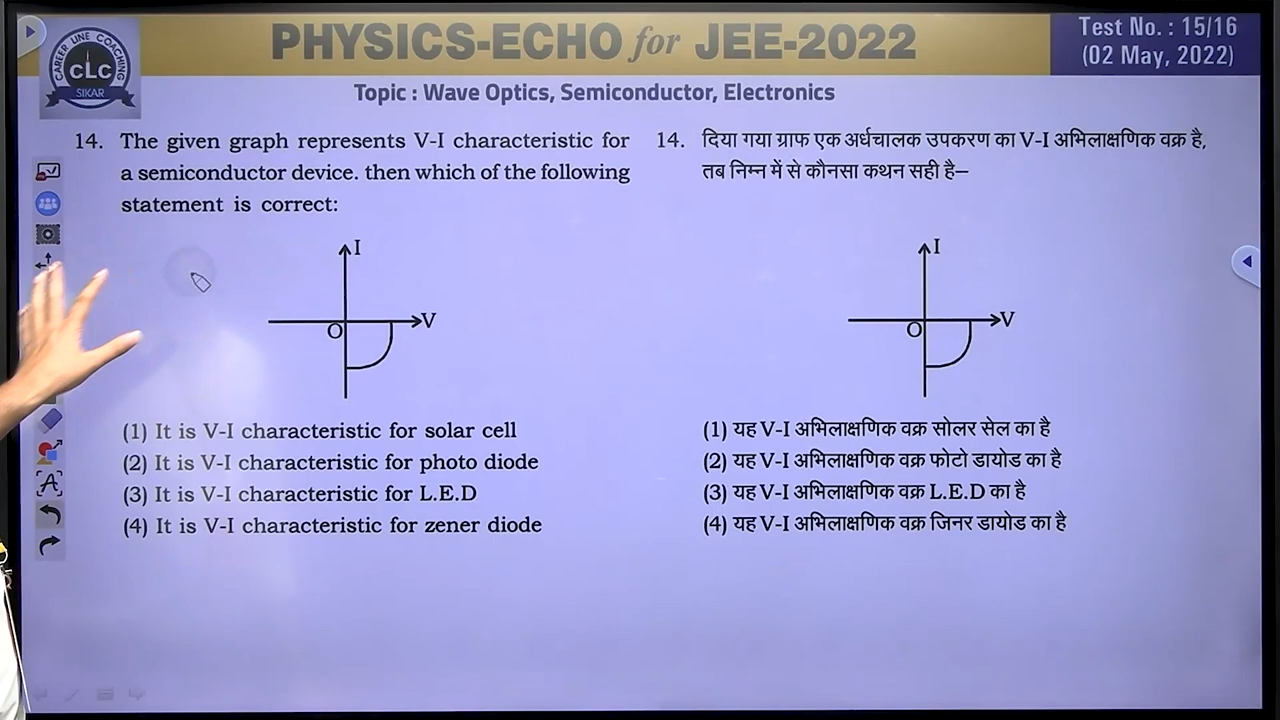 PHYSICS-ECHO for JEE-2022
Test No. : 15/16
(02 May, 2022)
CAREER LINE COACHING
CLC
SIKAR
Topic : Wave Optics, Semiconductor, Electronics
14. The given graph represents V-I characteristic for
a semiconductor device. then which of the following
statement is correct:
I
V
O
(1) It is V-I characteristic for solar cell
(2) It is V-I characteristic for photo diode
(3) It is V-I characteristic for L.E.D
(4) It is V-I characteristic for zener diode
14. दिया गया ग्राफ एक अर्धचालक उपकरण का V-I अभिलाक्षणिक वक्र है,
तब निम्न में से कौनसा कथन सही है–
I
V
O
(1) यह V-I अभिलाक्षणिक वक्र सोलर सेल का है
(2) यह V-I अभिलाक्षणिक वक्र फोटो डायोड का है
(3) यह V-I अभिलाक्षणिक वक्र L.E.D का है
(4) यह V-I अभिलाक्षणिक वक्र जिनर डायोड का है